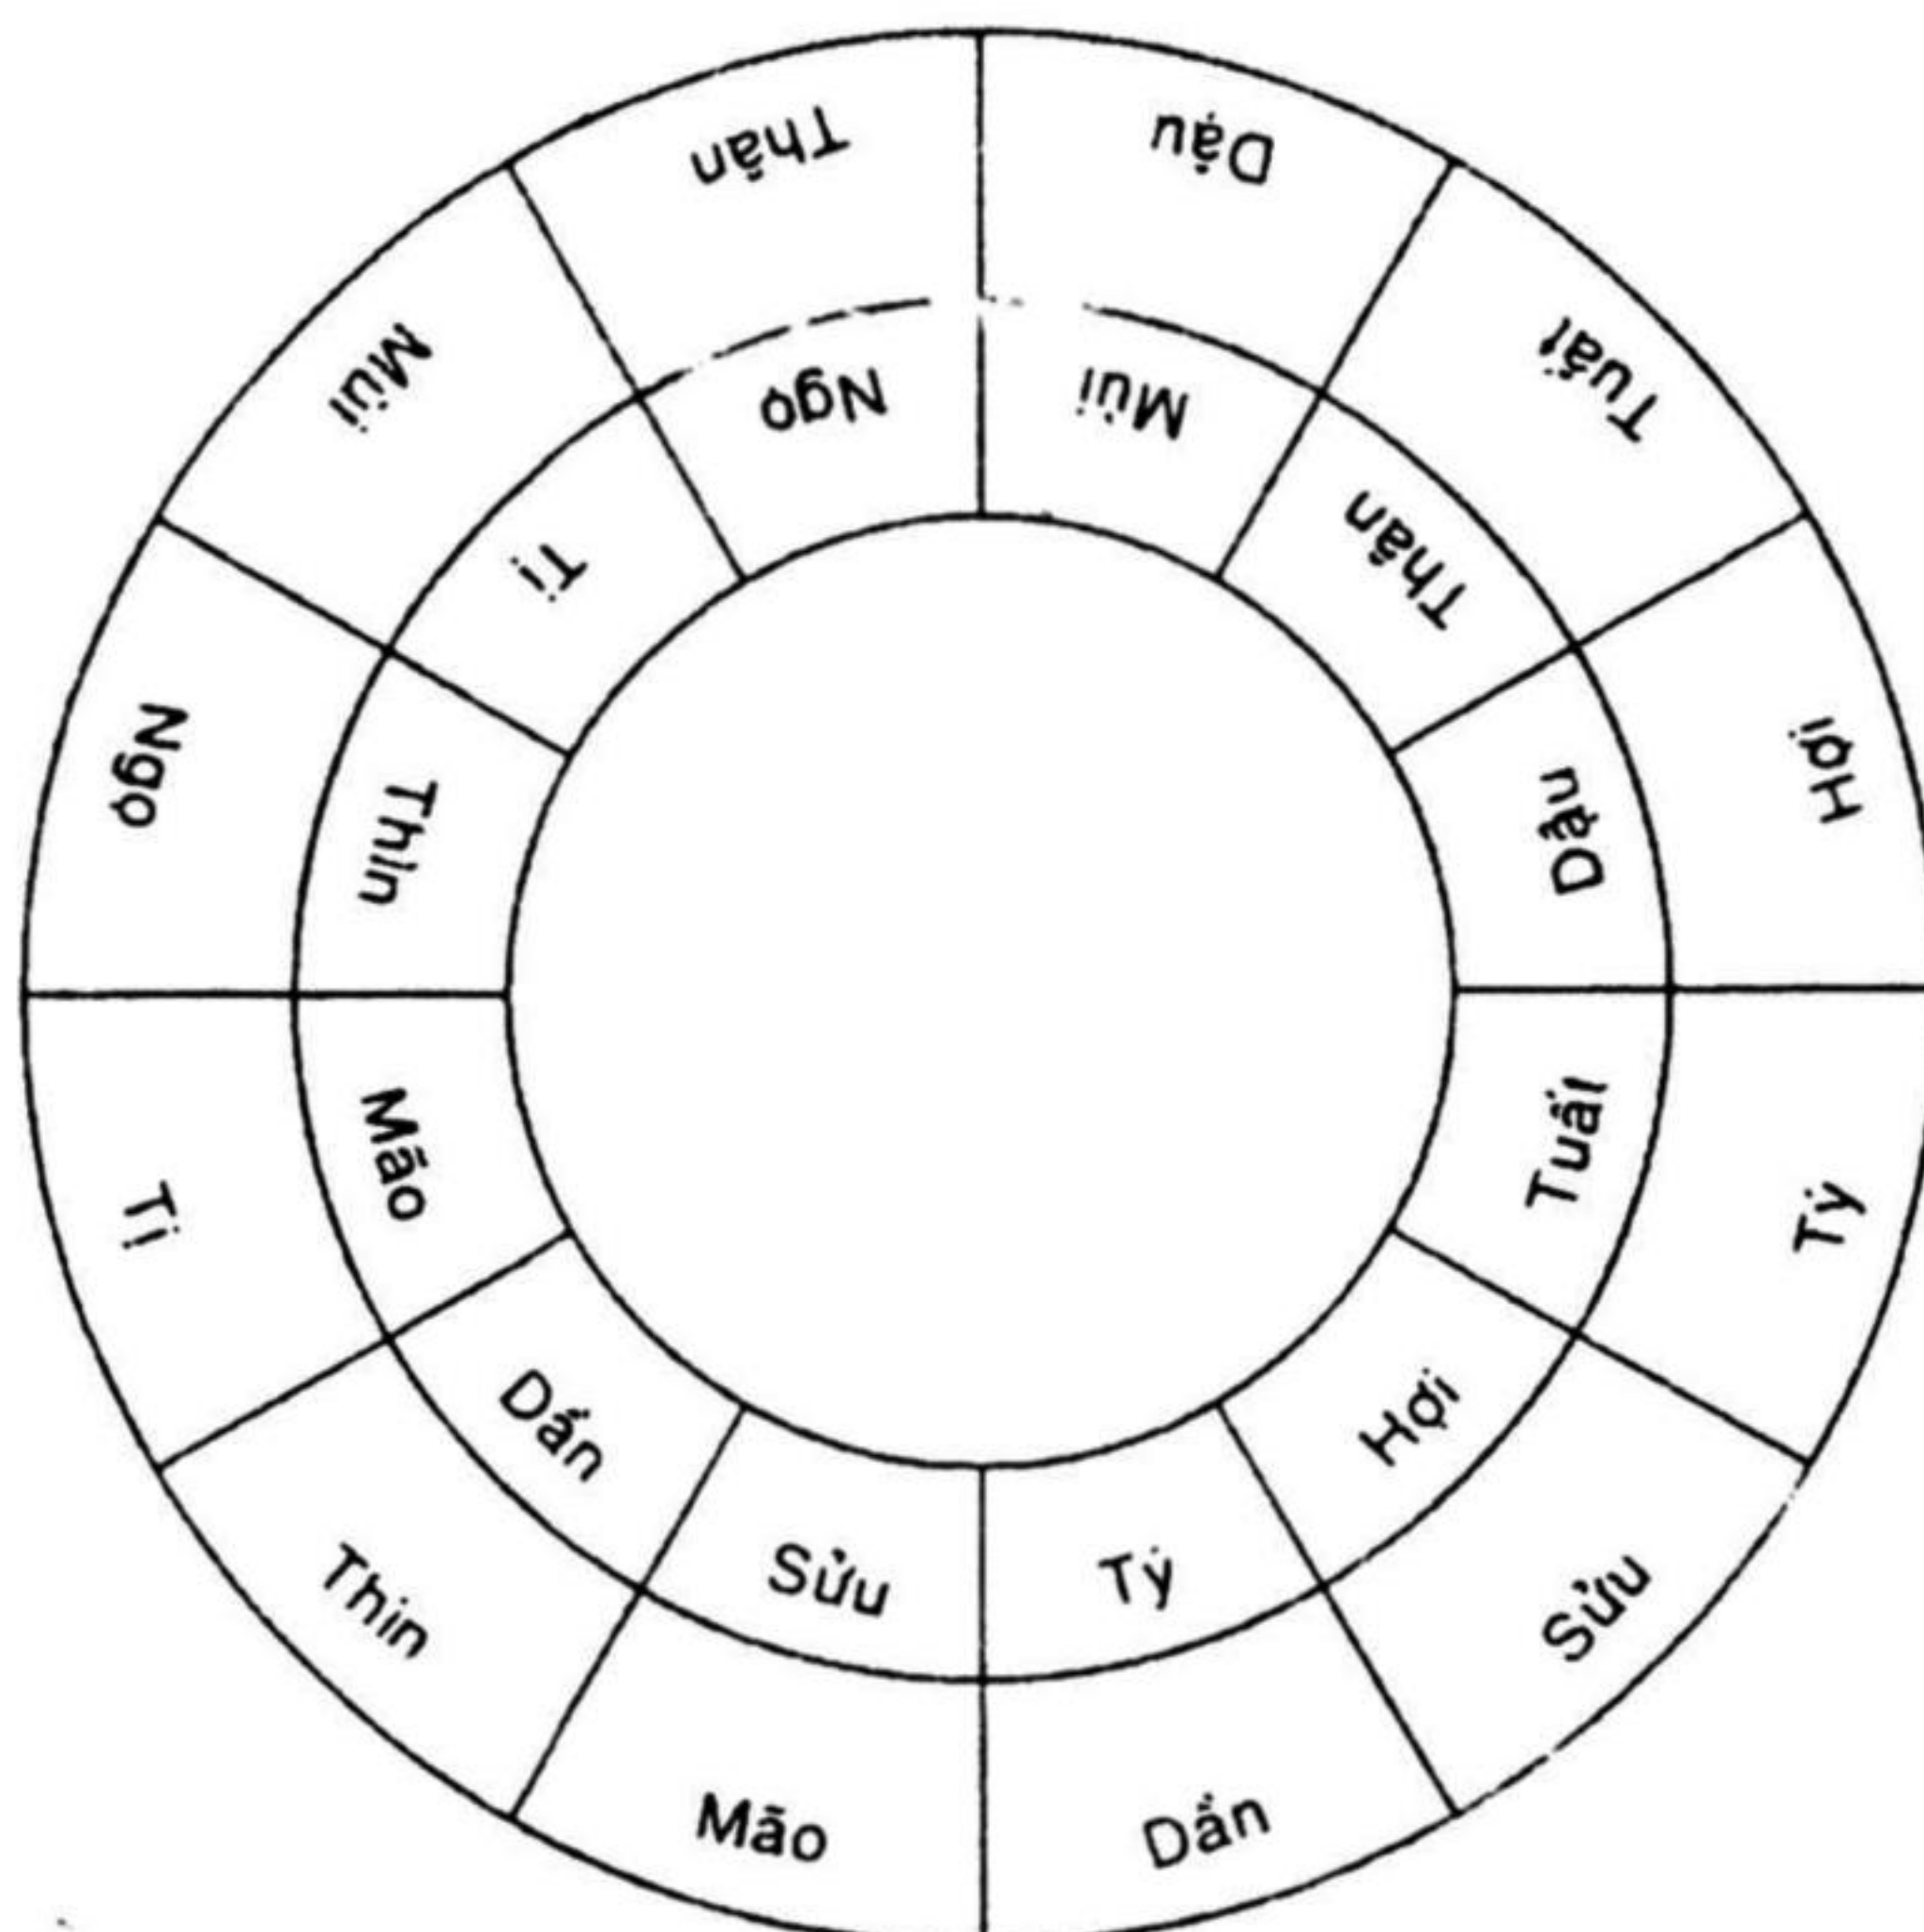 Thân
Dậu
Tuất
Hợi
Tý
Sửu
Dần
Mão
Thìn
Tị
Ngọ
Mùi
Ngọ
Mùi
Thân
Dậu
Tuất
Hợi
Tý
Sửu
Dần
Mão
Thìn
Tị